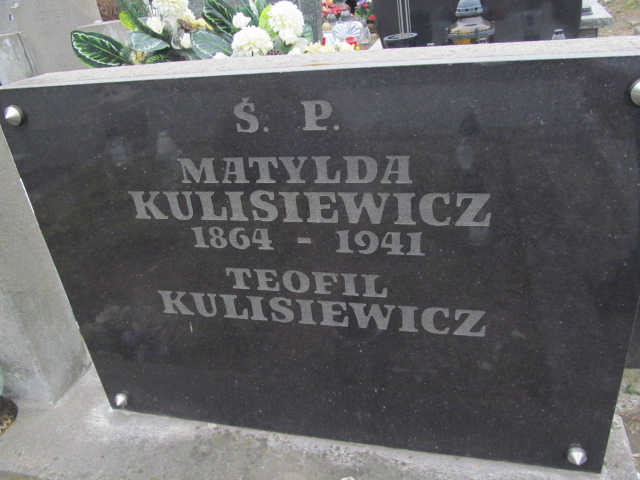 Ś. P.
MATYLDA
KULISIEWICZ
1864 - 1941
TEOFIL
KULISIEWICZ